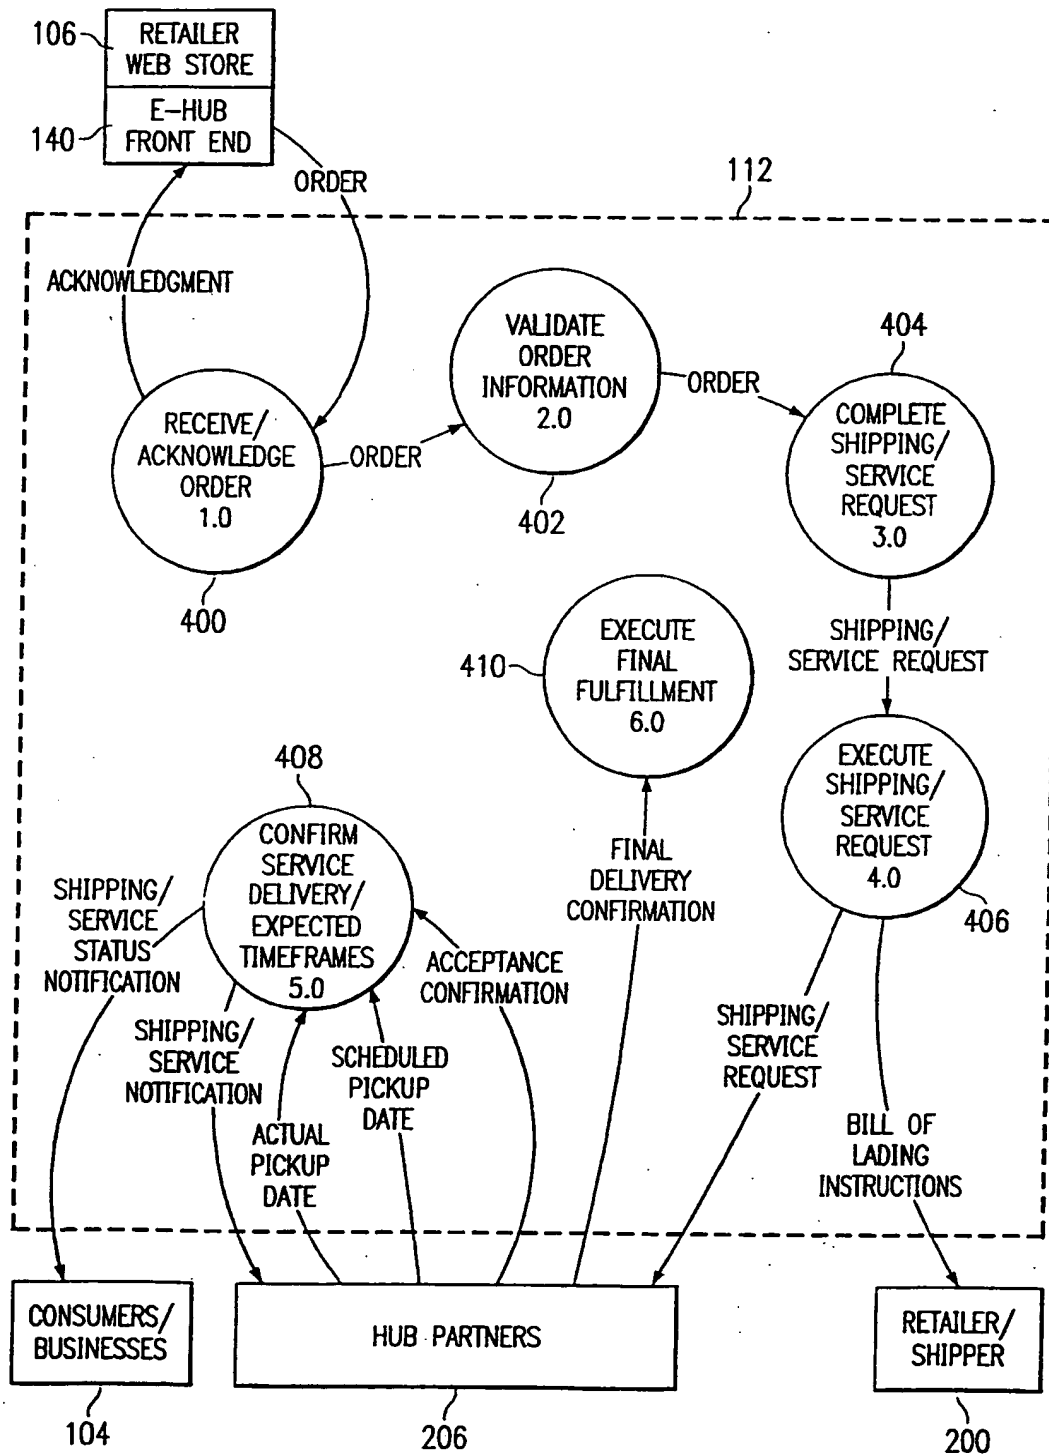 106
RETAILER
WEB STORE
140
E-HUB
FRONT END
ORDER
112
ACKNOWLEDGMENT
VALIDATE
ORDER
INFORMATION
2.0
402
ORDER
404
COMPLETE
SHIPPING/
SERVICE
REQUEST
3.0
RECEIVE/
ACKNOWLEDGE
ORDER
1.0
400
ORDER
SHIPPING/
SERVICE REQUEST
410
EXECUTE
FINAL
FULFILLMENT
6.0
EXECUTE
SHIPPING/
SERVICE
REQUEST
4.0
406
408
CONFIRM
SERVICE
DELIVERY/
EXPECTED
TIMEFRAMES
5.0
FINAL
DELIVERY
CONFIRMATION
SHIPPING/
SERVICE
STATUS
NOTIFICATION
ACCEPTANCE
CONFIRMATION
SHIPPING/
SERVICE
NOTIFICATION
SCHEDULED
PICKUP
DATE
ACTUAL
PICKUP
DATE
SHIPPING/
SERVICE
REQUEST
BILL OF
LADING
INSTRUCTIONS
CONSUMERS/
BUSINESSES
104
HUB PARTNERS
206
RETAILER/
SHIPPER
200